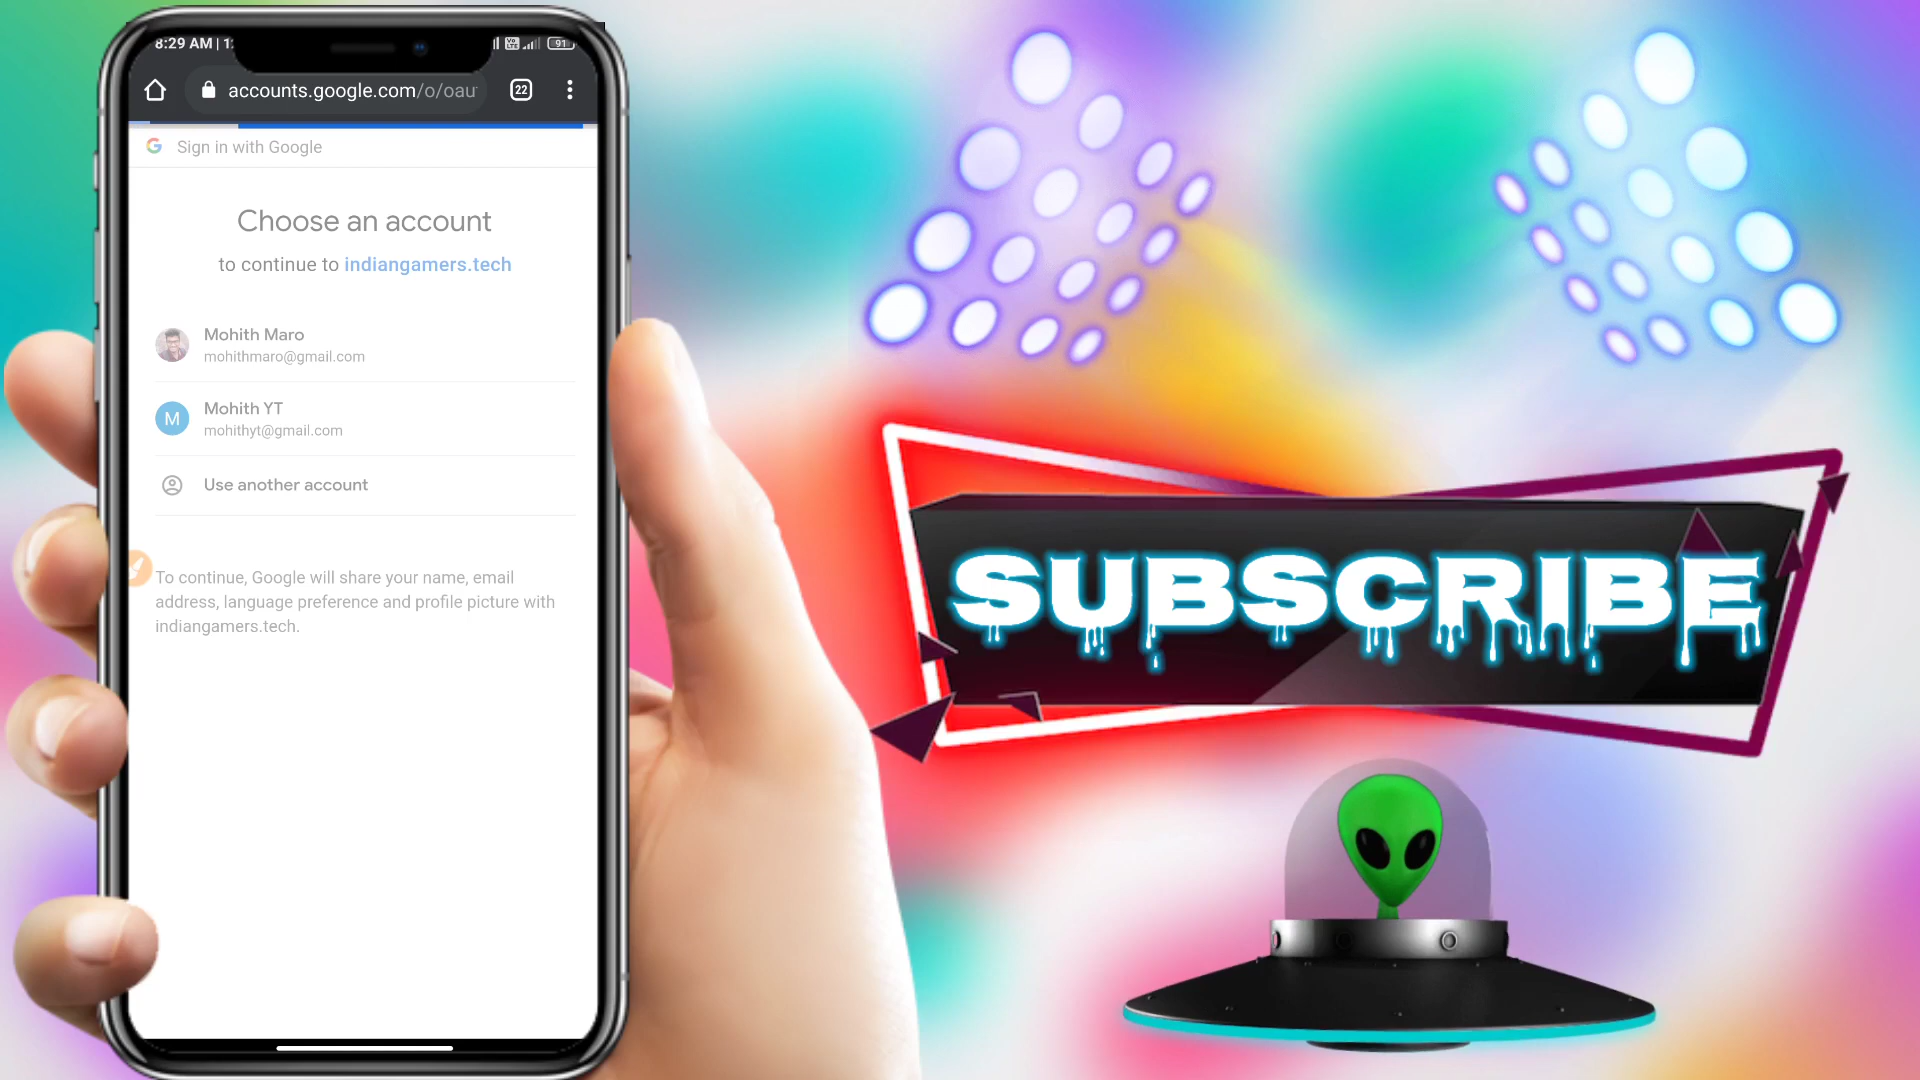 8:29 AM | 1
91
accounts.google.com/o/oau
22
Sign in with Google
Choose an account
to continue to indiangamers.tech
Mohith Maro
mohithmaro@gmail.com
M
Mohith YT
mohithyt@gmail.com
Use another account
To continue, Google will share your name, email
address, language preference and profile picture with
indiangamers.tech.
SUBSCRIBE